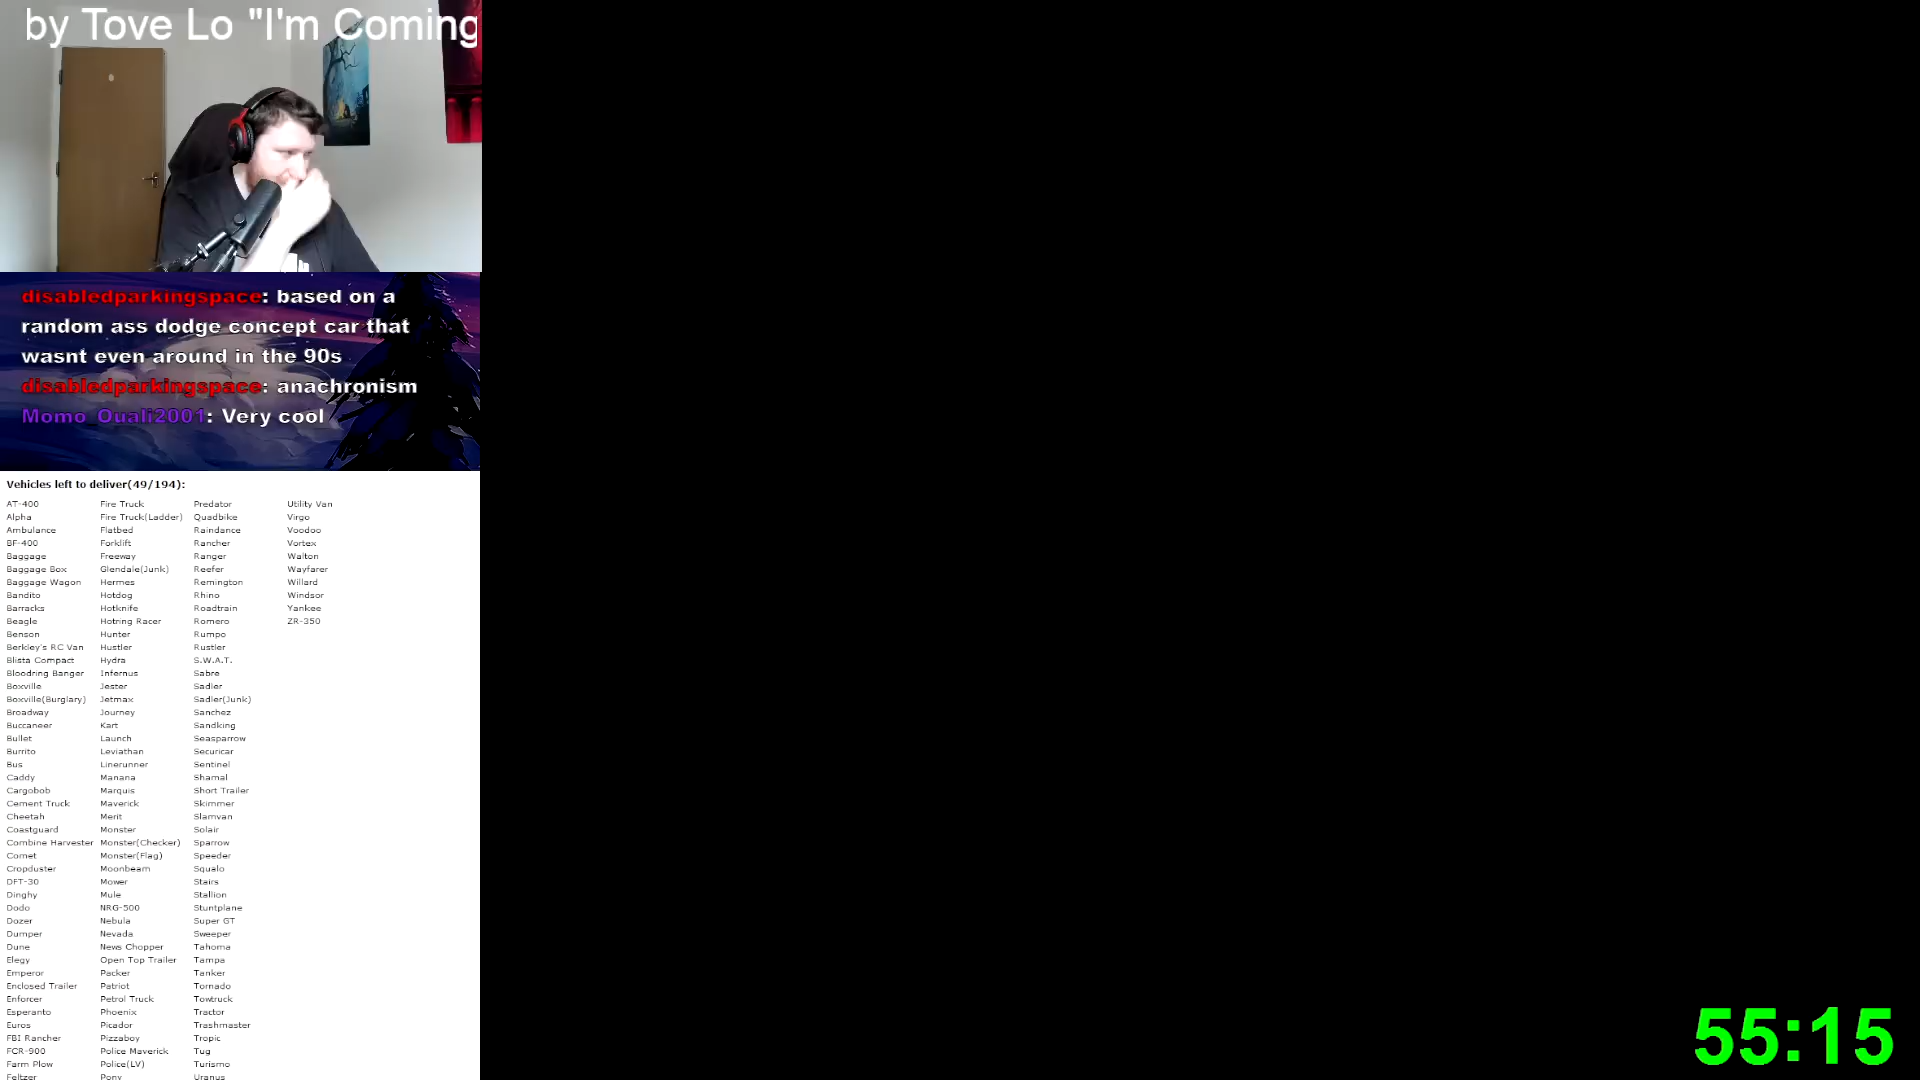 by Tove Lo "I'm Coming
disabledparkingspace: based on a
random ass dodge concept car that
wasnt even around in the 90s
disabledparkingspace: anachronism
Momo_Ouali2001: Very cool
Vehicles left to deliver(49/194):
AT-400 Fire Truck Predator Utility Van
Alpha Fire Truck(Ladder) Quadbike Virgo
Ambulance Flatbed Raindance Voodoo
BF-400 Forklift Rancher Vortex
Baggage Freeway Ranger Walton
Baggage Box Glendale(Junk) Reefer Wayfarer
Baggage Wagon Hermes Remington Willard
Bandito Hotdog Rhino Windsor
Barracks Hotknife Roadtrain Yankee
Beagle Hotring Racer Romero ZR-350
Benson Hunter Rumpo
Berkley's RC Van Hustler Rustler
Blista Compact Hydra S.W.A.T.
Bloodring Banger Infernus Sabre
Boxville Jester Sadler
Boxville(Burglary) Jetmax Sadler(Junk)
Broadway Journey Sanchez
Buccaneer Kart Sandking
Bullet Launch Seasparrow
Burrito Leviathan Securicar
Bus Linerunner Sentinel
Caddy Manana Shamal
Cargobob Marquis Short Trailer
Cement Truck Maverick Skimmer
Cheetah Merit Slamvan
Coastguard Monster Solair
Combine Harvester Monster(Checker) Sparrow
Comet Monster(Flag) Speeder
Cropduster Moonbeam Squalo
DFT-30 Mower Stairs
Dinghy Mule Stallion
Dodo NRG-500 Stuntplane
Dozer Nebula Super GT
Dumper Nevada Sweeper
Dune News Chopper Tahoma
Elegy Open Top Trailer Tampa
Emperor Packer Tanker
Enclosed Trailer Patriot Tornado
Enforcer Petrol Truck Towtruck
Esperanto Phoenix Tractor
Euros Picador Trashmaster
FBI Rancher Pizzaboy Tropic
FCR-900 Police Maverick Tug
Farm Plow Police(LV) Turismo
Feltzer Pony Uranus
55:15